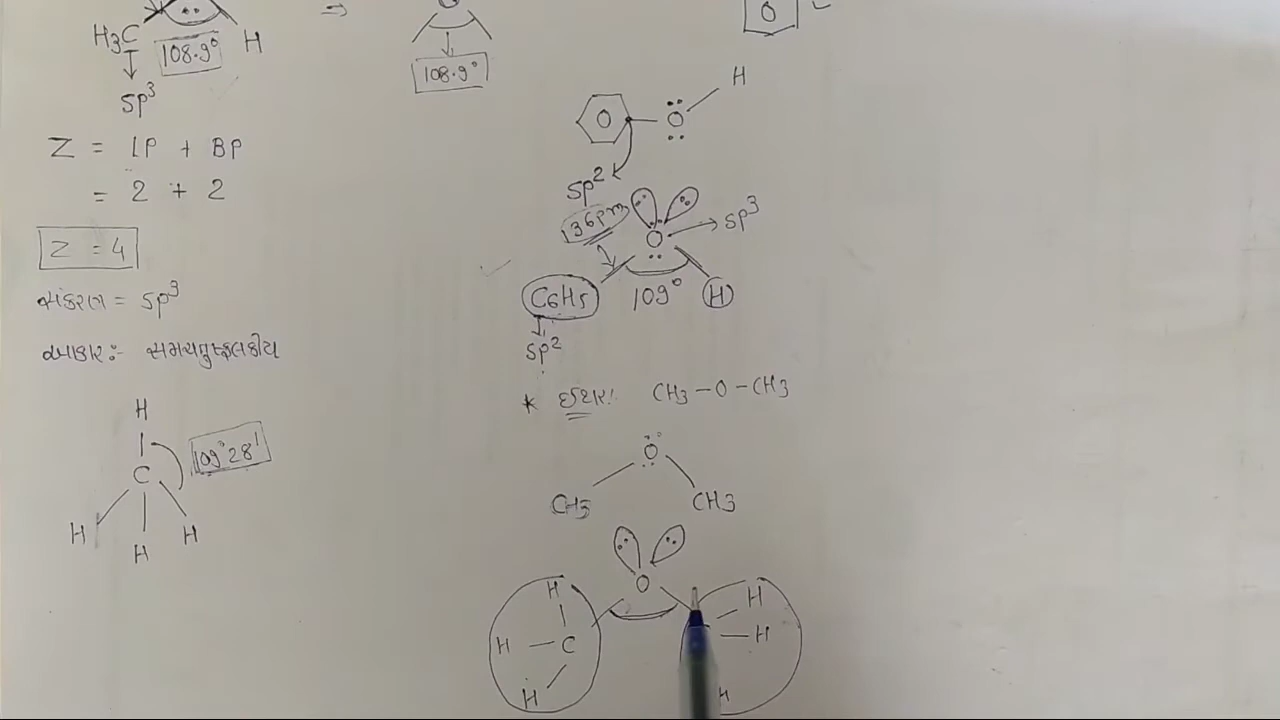 H3C
108.9°
H
sp3
Z = LP + BP
= 2 + 2
Z = 4
સંકરણ = sp3
આકાર :- સમચતુષ્ફલકીય
H
C
109°28'
H
H
H
108.9°
O
H
O
O
sp2
136pm
O
sp3
C6H5
109°
H
sp2
* ઈથર: CH3 - O - CH3
O
CH3
CH3
O
H
H
H - C
H
H
H
H